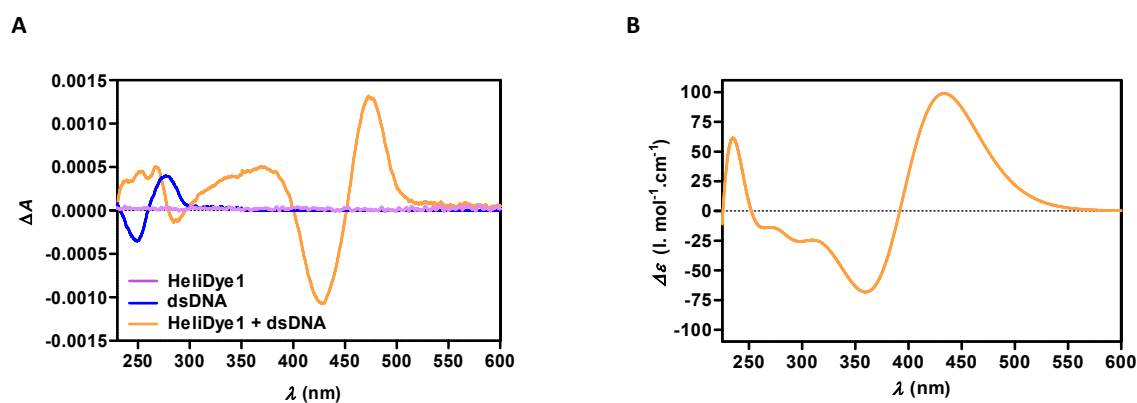 A
B
0.0015
0.0010
0.0005
0.0000
-0.0005
-0.0010
-0.0015
ΔA
HeliDye1
dsDNA
HeliDye1 + dsDNA
250 300 350 400 450 500 550 600
λ (nm)
100
75
50
25
0
-25
-50
-75
-100
Δε (l. mol⁻¹.cm⁻¹)
250 300 350 400 450 500 550 600
λ (nm)